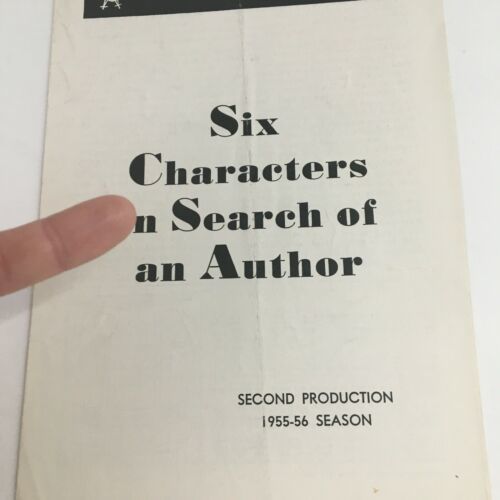 A
Six
Characters
n Search of
an Author
SECOND PRODUCTION
1955-56 SEASON